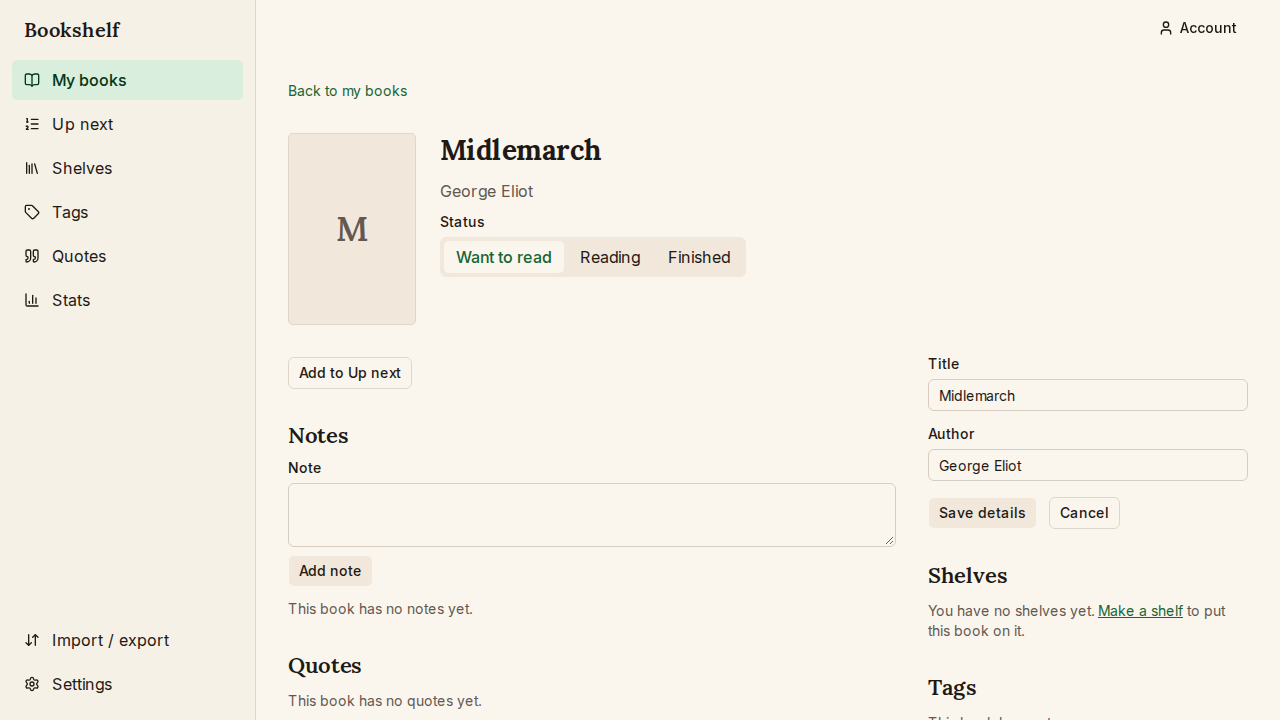 Bookshelf
My books
Up next
Shelves
Tags
Quotes
Stats
Import / export
Settings
Account
Back to my books
M
Midlemarch
George Eliot
Status
Want to read Reading Finished
Add to Up next
Notes
Note
Add note
This book has no notes yet.
Quotes
This book has no quotes yet.
Title
Midlemarch
Author
George Eliot
Save details Cancel
Shelves
You have no shelves yet. Make a shelf to put
this book on it.
Tags